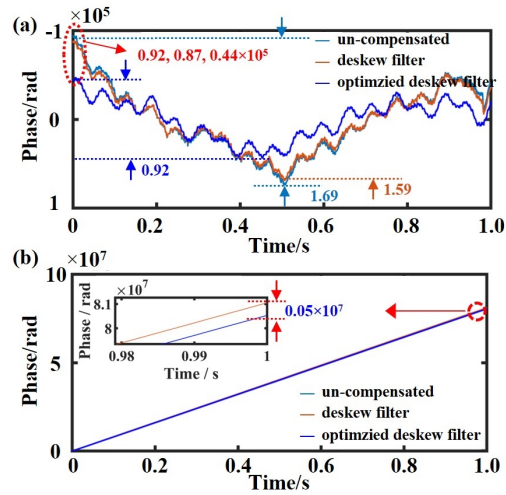 (a)
×10⁵
-1
0
1
Phase/rad
un-compensated
deskew filter
optimzied deskew filter
0.92, 0.87, 0.44×10⁵
0.92
1.69
1.59
0 0.2 0.4 0.6 0.8 1.0
Time/s
(b)
×10⁷
10
5
0
Phase/rad
×10⁷
8.1
8
Phase / rad
0.98 0.99 1
Time / s
0.05×10⁷
un-compensated
deskew filter
optimzied deskew filter
0 0.2 0.4 0.6 0.8 1.0
Time/s